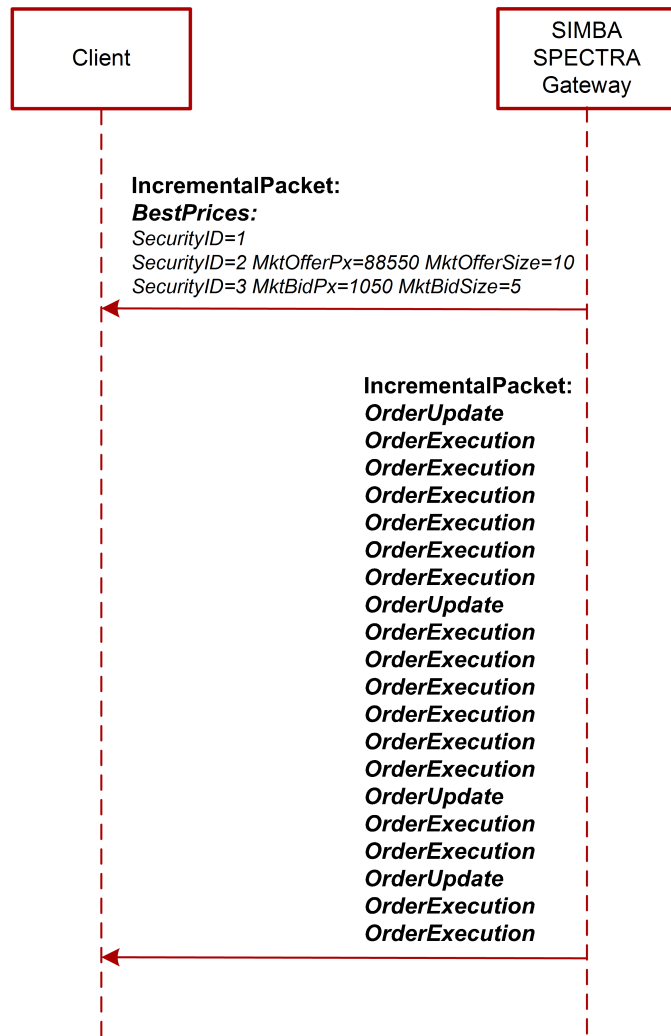 Client
SIMBA
SPECTRA
Gateway
IncrementalPacket:
BestPrices:
SecurityID=1
SecurityID=2 MktOfferPx=88550 MktOfferSize=10
SecurityID=3 MktBidPx=1050 MktBidSize=5
IncrementalPacket:
OrderUpdate
OrderExecution
OrderExecution
OrderExecution
OrderExecution
OrderExecution
OrderExecution
OrderUpdate
OrderExecution
OrderExecution
OrderExecution
OrderExecution
OrderExecution
OrderExecution
OrderUpdate
OrderExecution
OrderExecution
OrderUpdate
OrderExecution
OrderExecution